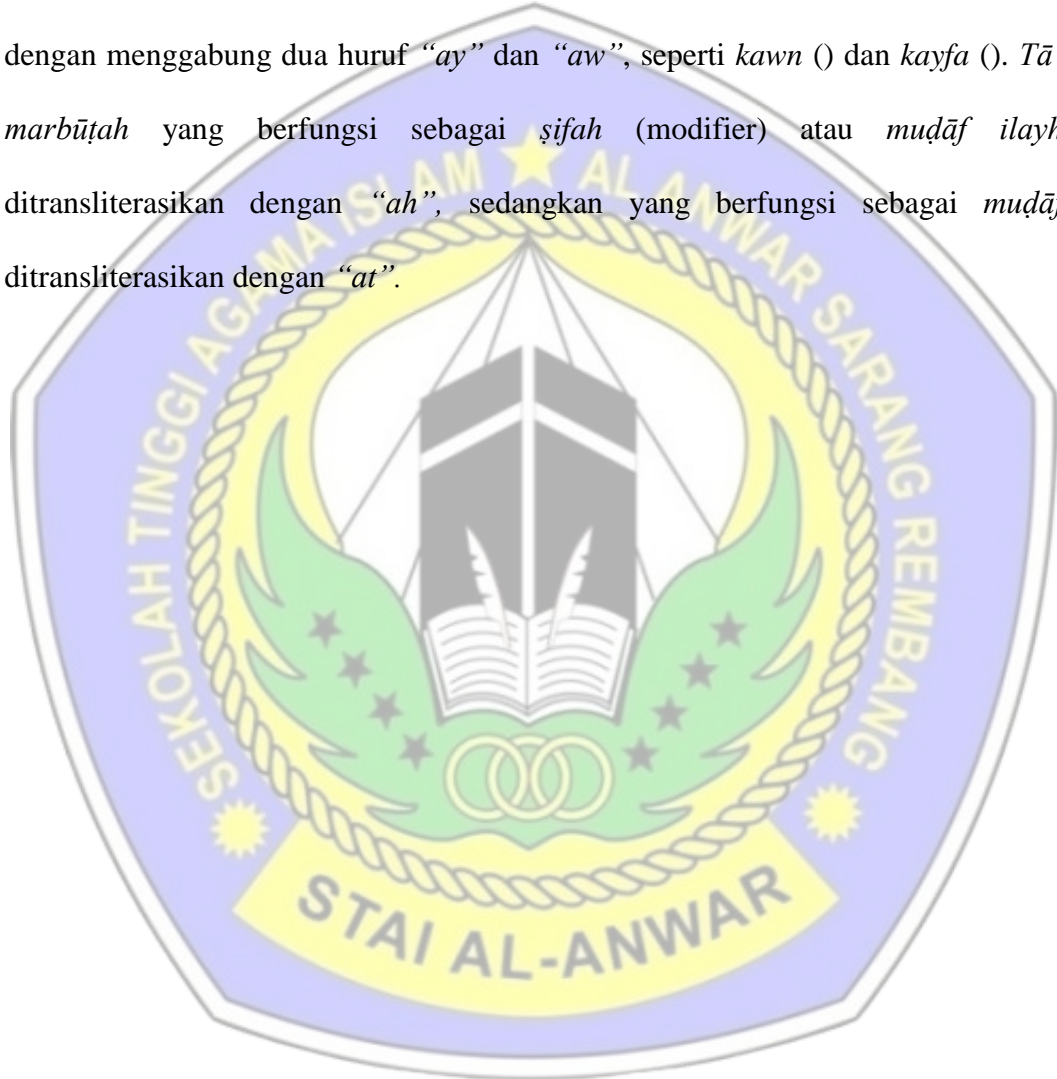 dengan menggabung dua huruf “ay” dan “aw”, seperti kawn () dan kayfa (). Tā
marbūṭah yang berfungsi sebagai ṣifah (modifier) atau muḍāf ilayh
ditransliterasikan dengan “ah”, sedangkan yang berfungsi sebagai muḍāf
ditransliterasikan dengan “at”.
SEKOLAH TINGGI AGAMA ISLAM AL ANWAR SARANG REMBANG
STAI AL-ANWAR